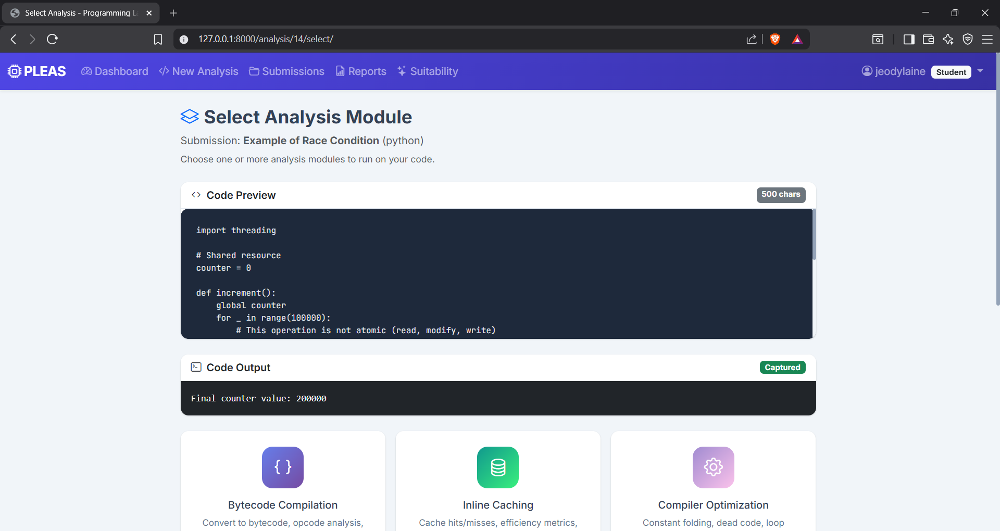 Select Analysis - Programming
127.0.0.1:8000/analysis/14/select/
PLEAS
Dashboard
New Analysis
Submissions
Reports
Suitability
jeodylaine
Student
Select Analysis Module
Submission: Example of Race Condition (python)
Choose one or more analysis modules to run on your code.
<> Code Preview
500 chars
import threading
# Shared resource
counter = 0
def increment():
global counter
for _ in range(100000):
# This operation is not atomic (read, modify, write)
Code Output
Captured
Final counter value: 200000
{ }
Bytecode Compilation
Convert to bytecode, opcode analysis,
Inline Caching
Cache hits/misses, efficiency metrics,
Compiler Optimization
Constant folding, dead code, loop